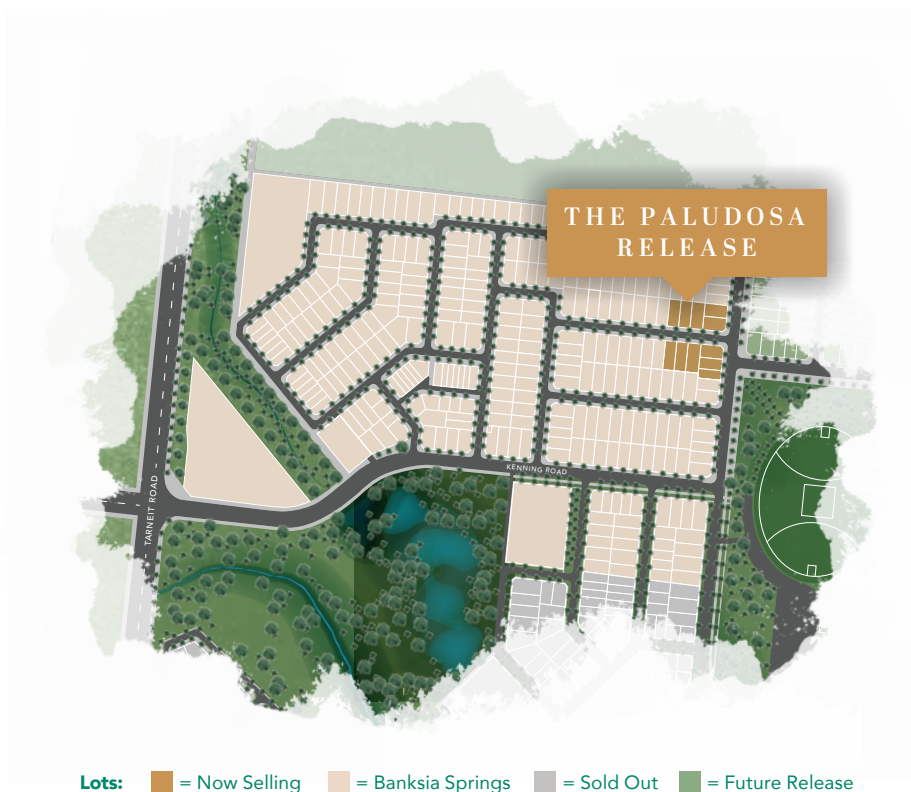 THE PALUDOSA
RELEASE
KENNING ROAD
TARNEIT ROAD
Lots: = Now Selling = Banksia Springs = Sold Out = Future Release